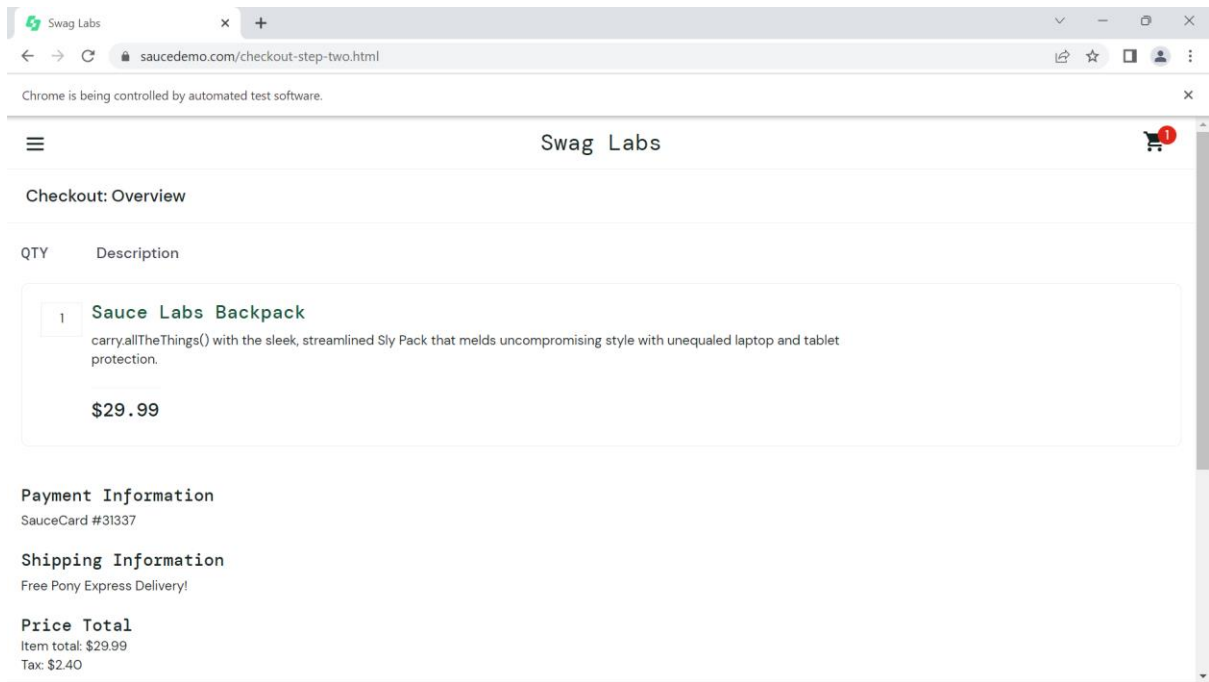 Swag Labs
saucedemo.com/checkout-step-two.html
Chrome is being controlled by automated test software.
Swag Labs
1
Checkout: Overview
QTY Description
1
Sauce Labs Backpack
carry.allTheThings() with the sleek, streamlined Sly Pack that melds uncompromising style with unequaled laptop and tablet
protection.
$29.99
Payment Information
SauceCard #31337
Shipping Information
Free Pony Express Delivery!
Price Total
Item total: $29.99
Tax: $2.40